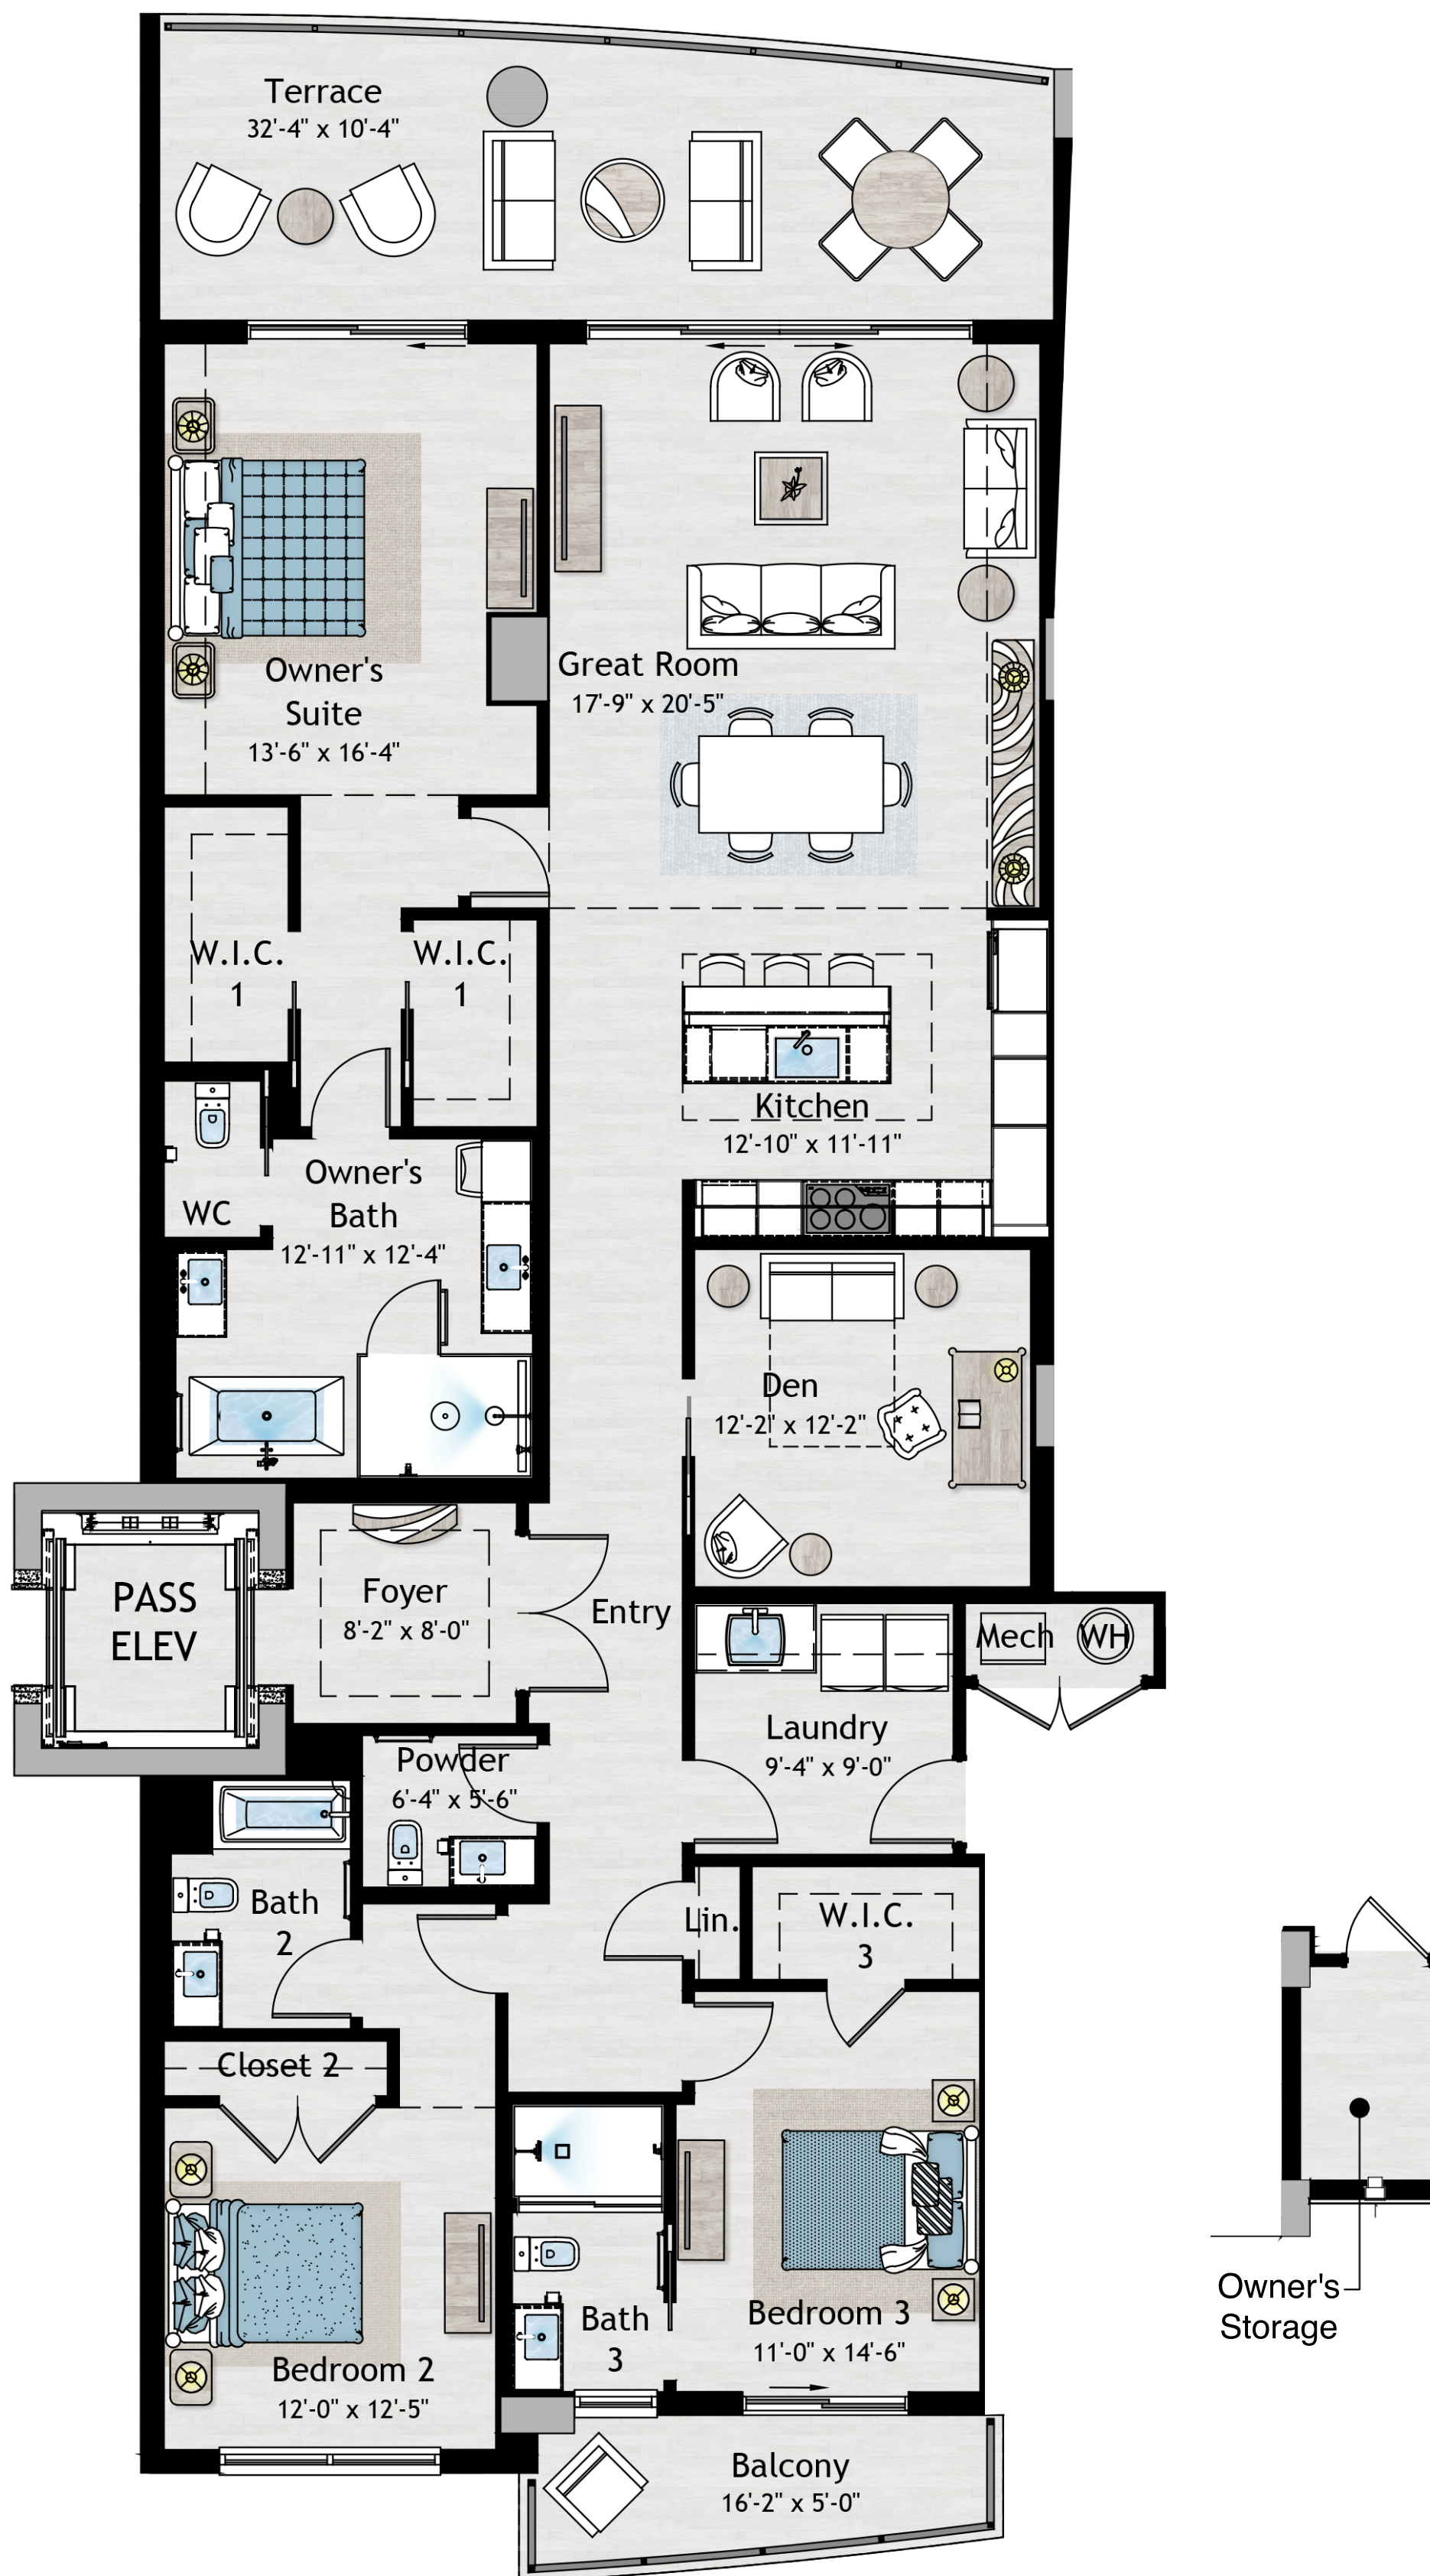 Terrace
32'-4" x 10'-4"
Owner's
Suite
13'-6" x 16'-4"
Great Room
17'-9" x 20'-5"
W.I.C.
1
W.I.C.
1
Kitchen
12'-10" x 11'-11"
Owner's
Bath
12'-11" x 12'-4"
WC
Den
12'-2" x 12'-2"
PASS
ELEV
Foyer
8'-2" x 8'-0"
Entry
Mech
WH
Laundry
9'-4" x 9'-0"
Powder
6'-4" x 5'-6"
Bath
2
Lin.
W.I.C.
3
Closet 2
Bedroom 2
12'-0" x 12'-5"
Bath
3
Bedroom 3
11'-0" x 14'-6"
Owner's
Storage
Balcony
16'-2" x 5'-0"